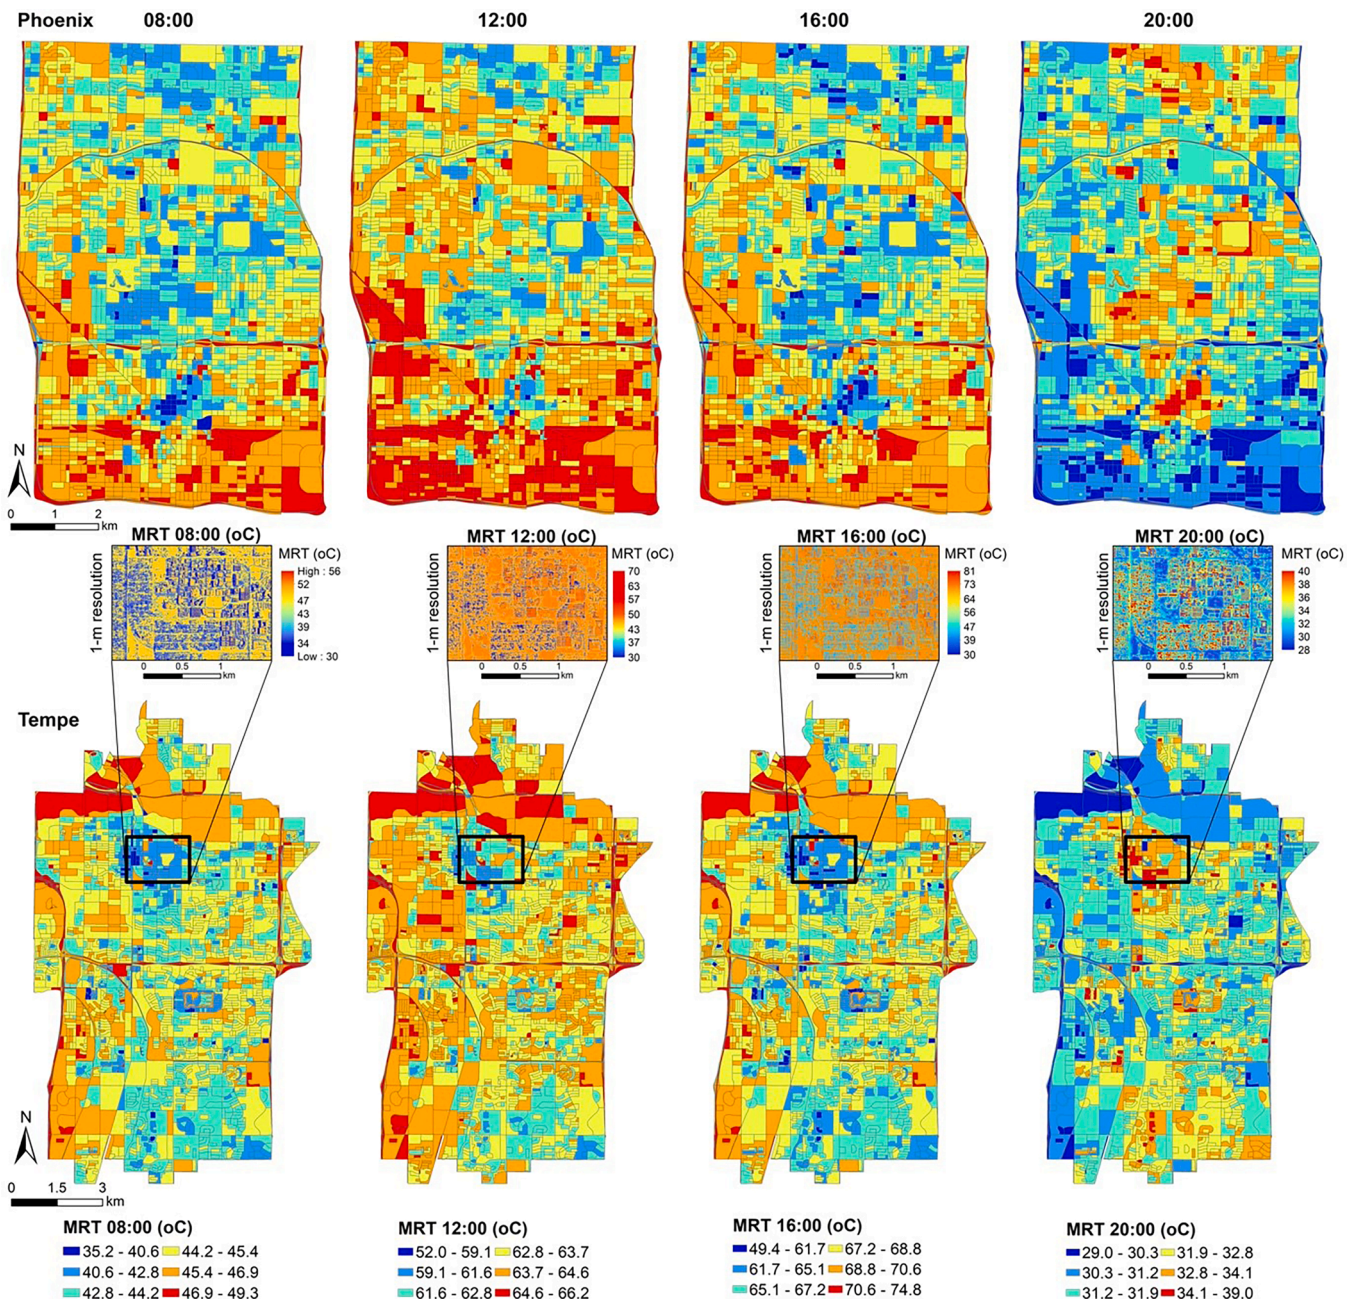 Phoenix 08:00 12:00 16:00 20:00
N
0 1 2 km
MRT 08:00 (oC) MRT 12:00 (oC) MRT 16:00 (oC) MRT 20:00 (oC)
1-m resolution
MRT (oC)
High : 56
52
47
43
39
34
Low : 30
0 0.5 1 km
1-m resolution
MRT (oC)
70
63
57
50
43
37
30
0 0.5 1 km
1-m resolution
MRT (oC)
81
73
64
56
47
39
30
0 0.5 1 km
1-m resolution
MRT (oC)
40
38
36
34
32
30
28
0 0.5 1 km
Tempe
N
0 1.5 3 km
MRT 08:00 (oC)
35.2 - 40.6 44.2 - 45.4
40.6 - 42.8 45.4 - 46.9
42.8 - 44.2 46.9 - 49.3
MRT 12:00 (oC)
52.0 - 59.1 62.8 - 63.7
59.1 - 61.6 63.7 - 64.6
61.6 - 62.8 64.6 - 66.2
MRT 16:00 (oC)
49.4 - 61.7 67.2 - 68.8
61.7 - 65.1 68.8 - 70.6
65.1 - 67.2 70.6 - 74.8
MRT 20:00 (oC)
29.0 - 30.3 31.9 - 32.8
30.3 - 31.2 32.8 - 34.1
31.2 - 31.9 34.1 - 39.0